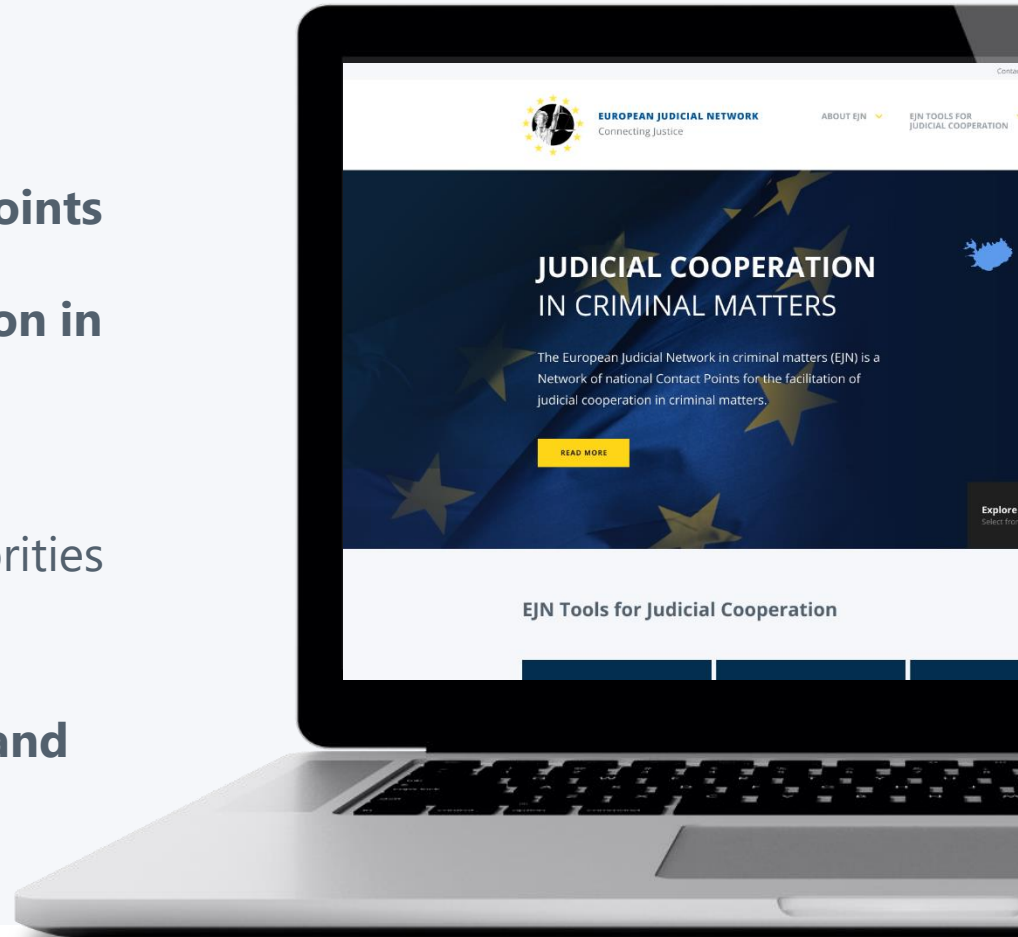 oints
on in
orities
and
Conta
EUROPEAN JUDICIAL NETWORK
Connecting Justice
ABOUT EJN
EJN TOOLS FOR
JUDICIAL COOPERATION
JUDICIAL COOPERATION
IN CRIMINAL MATTERS
The European Judicial Network in criminal matters (EJN) is a
Network of national Contact Points for the facilitation of
judicial cooperation in criminal matters.
READ MORE
Explore
Select from
EJN Tools for Judicial Cooperation